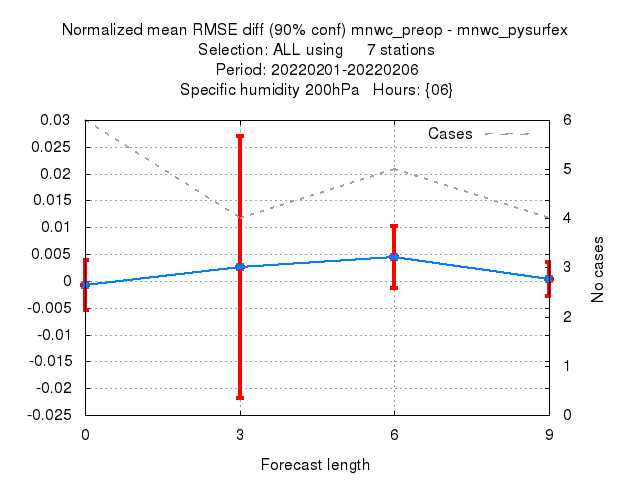 Normalized mean RMSE diff (90% conf) mnwc_preop - mnwc_pysurfex
Selection: ALL using 7 stations
Period: 20220201-20220206
Specific humidity 200hPa Hours: {06}
Cases
0.03
0.025
0.02
0.015
0.01
0.005
0
-0.005
-0.01
-0.015
-0.02
-0.025
6
5
4
3
2
1
0
No cases
0 3 6 9
Forecast length